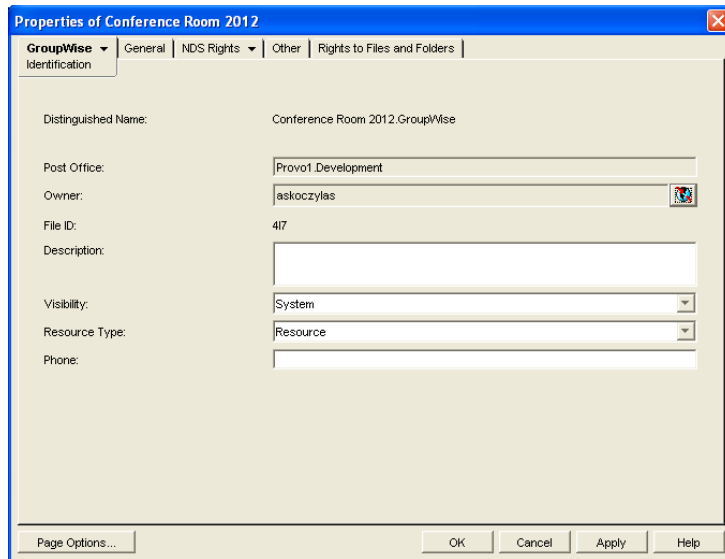 Properties of Conference Room 2012
GroupWise General NDS Rights Other Rights to Files and Folders
Identification
Distinguished Name: Conference Room 2012.GroupWise
Post Office: Provo1.Development
Owner: askoczylas
File ID: 4I7
Description:
Visibility: System
Resource Type: Resource
Phone:
Page Options... OK Cancel Apply Help